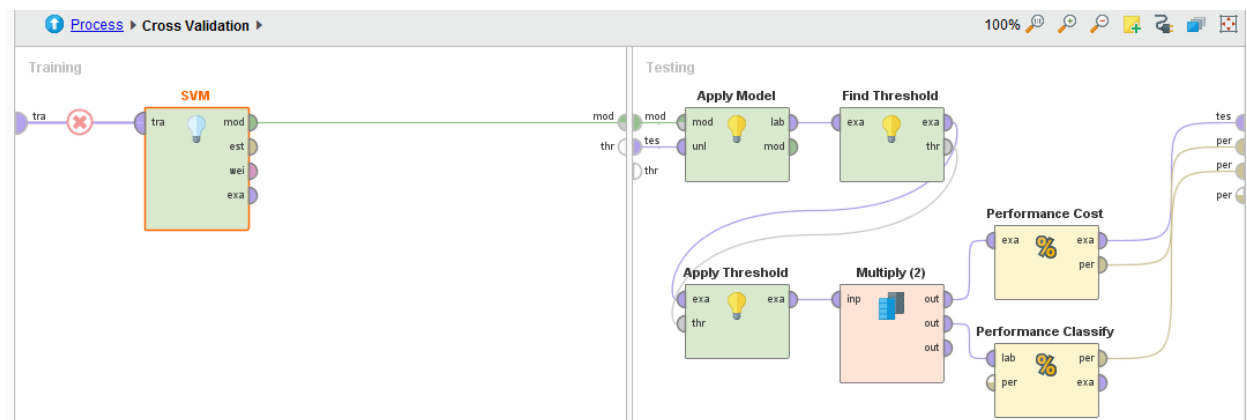 Process Cross Validation
100%
Training
SVM
tra
tra
mod
est
wei
exa
mod
thr
Testing
Apply Model
mod
tes
thr
mod
lab
unl
mod
Find Threshold
exa
exa
thr
Apply Threshold
exa
exa
thr
Multiply (2)
inp
out
out
out
Performance Cost
exa
exa
per
Performance Classify
lab
per
per
exa
tes
per
per
per